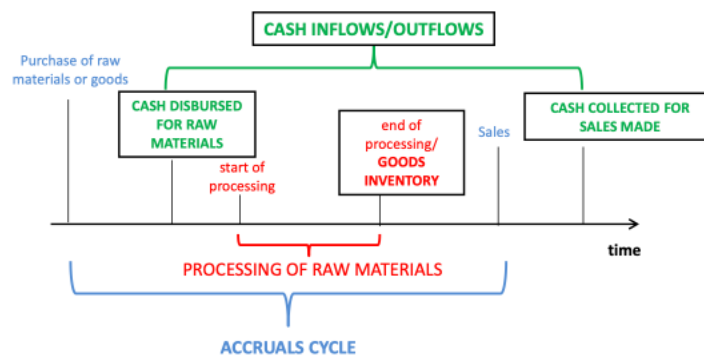 CASH INFLOWS/OUTFLOWS
Purchase of raw
materials or goods
CASH DISBURSED
FOR RAW
MATERIALS
start of
processing
end of
processing/
GOODS
INVENTORY
Sales
CASH COLLECTED FOR
SALES MADE
time
PROCESSING OF RAW MATERIALS
ACCRUALS CYCLE